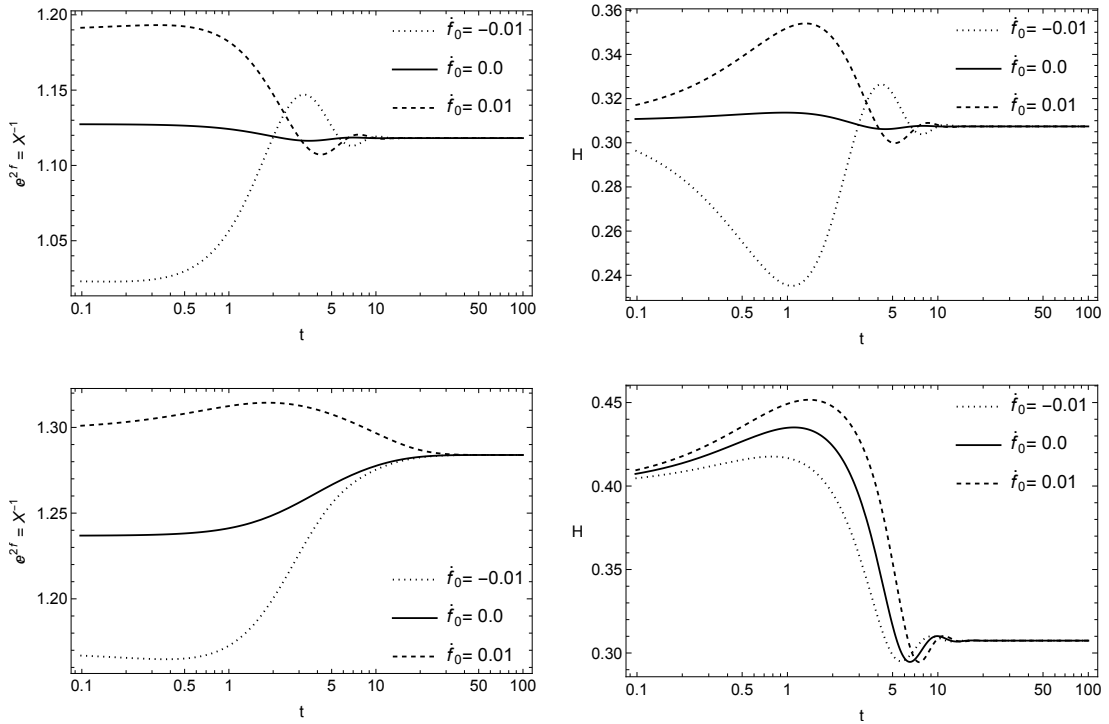 1.20
1.15
1.10
1.05
0.1
0.5
1
5
10
50
100
t
e^{2f} = X^{-1}
ḟ₀= −0.01
ḟ₀= 0.0
ḟ₀= 0.01
0.36
0.34
0.32
0.30
0.28
0.26
0.24
0.1
0.5
1
5
10
50
100
t
H
ḟ₀= −0.01
ḟ₀= 0.0
ḟ₀= 0.01
1.30
1.25
1.20
0.1
0.5
1
5
10
50
100
t
e^{2f} = X^{-1}
ḟ₀= −0.01
ḟ₀= 0.0
ḟ₀= 0.01
0.45
0.40
0.35
0.30
0.1
0.5
1
5
10
50
100
t
H
ḟ₀= −0.01
ḟ₀= 0.0
ḟ₀= 0.01